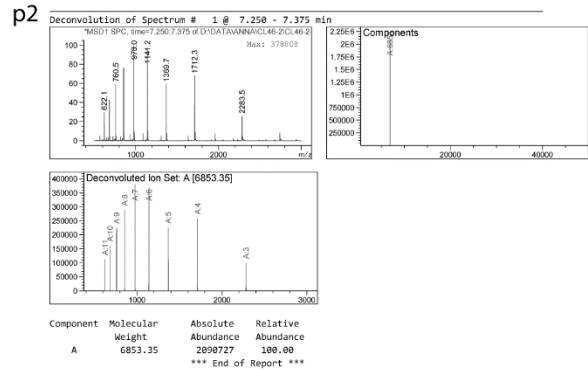 p2
Deconvolution of Spectrum # 1 @ 7.250 - 7.375 min
*MSD1 SPC, time=7.250:7.375 of D:\DATA\ANNA\CL46-2\CL46-2
Max: 378808
100
80
60
40
20
0
622.1
760.5
979.0
1141.2
1369.7
1712.3
2283.5
1000
2000
m/z
Components
2.25E6
2E6
1.75E6
1.5E6
1.25E6
1E6
750000
500000
250000
A:685
20000
40000
Deconvoluted Ion Set: A [6853.35]
400000
350000
300000
250000
200000
150000
100000
50000
0
A:11
A:10
A:9
A:8
A:7
A:6
A:5
A:4
A:3
1000
2000
3000
Component Molecular Absolute Relative
Weight Abundance Abundance
A 6853.35 2090727 100.00
*** End of Report ***